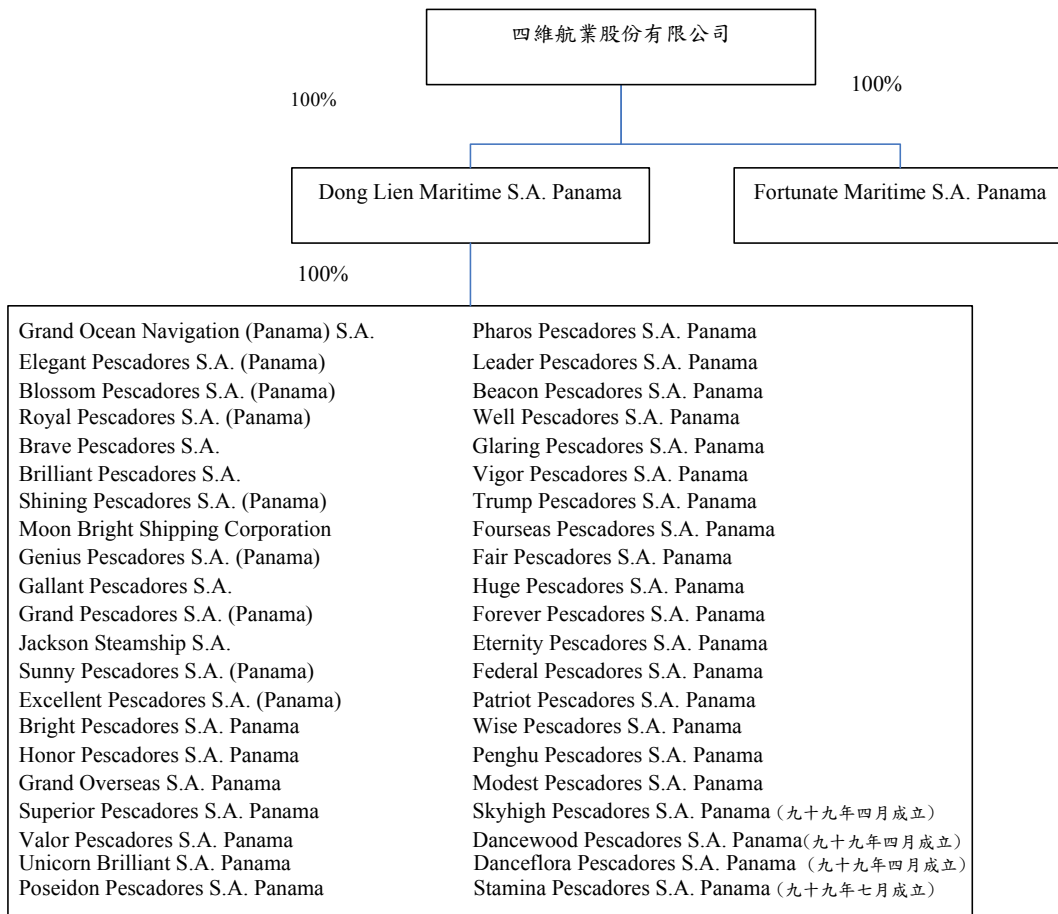 四維航業股份有限公司
100%
100%
Dong Lien Maritime S.A. Panama
Fortunate Maritime S.A. Panama
100%
Grand Ocean Navigation (Panama) S.A.
Elegant Pescadores S.A. (Panama)
Blossom Pescadores S.A. (Panama)
Royal Pescadores S.A. (Panama)
Brave Pescadores S.A.
Brilliant Pescadores S.A.
Shining Pescadores S.A. (Panama)
Moon Bright Shipping Corporation
Genius Pescadores S.A. (Panama)
Gallant Pescadores S.A.
Grand Pescadores S.A. (Panama)
Jackson Steamship S.A.
Sunny Pescadores S.A. (Panama)
Excellent Pescadores S.A. (Panama)
Bright Pescadores S.A. Panama
Honor Pescadores S.A. Panama
Grand Overseas S.A. Panama
Superior Pescadores S.A. Panama
Valor Pescadores S.A. Panama
Unicorn Brilliant S.A. Panama
Poseidon Pescadores S.A. Panama
Pharos Pescadores S.A. Panama
Leader Pescadores S.A. Panama
Beacon Pescadores S.A. Panama
Well Pescadores S.A. Panama
Glaring Pescadores S.A. Panama
Vigor Pescadores S.A. Panama
Trump Pescadores S.A. Panama
Fourseas Pescadores S.A. Panama
Fair Pescadores S.A. Panama
Huge Pescadores S.A. Panama
Forever Pescadores S.A. Panama
Eternity Pescadores S.A. Panama
Federal Pescadores S.A. Panama
Patriot Pescadores S.A. Panama
Wise Pescadores S.A. Panama
Penghu Pescadores S.A. Panama
Modest Pescadores S.A. Panama
Skyhigh Pescadores S.A. Panama (九十九年四月成立)
Dancewood Pescadores S.A. Panama(九十九年四月成立)
Danceflora Pescadores S.A. Panama (九十九年四月成立)
Stamina Pescadores S.A. Panama (九十九年七月成立)